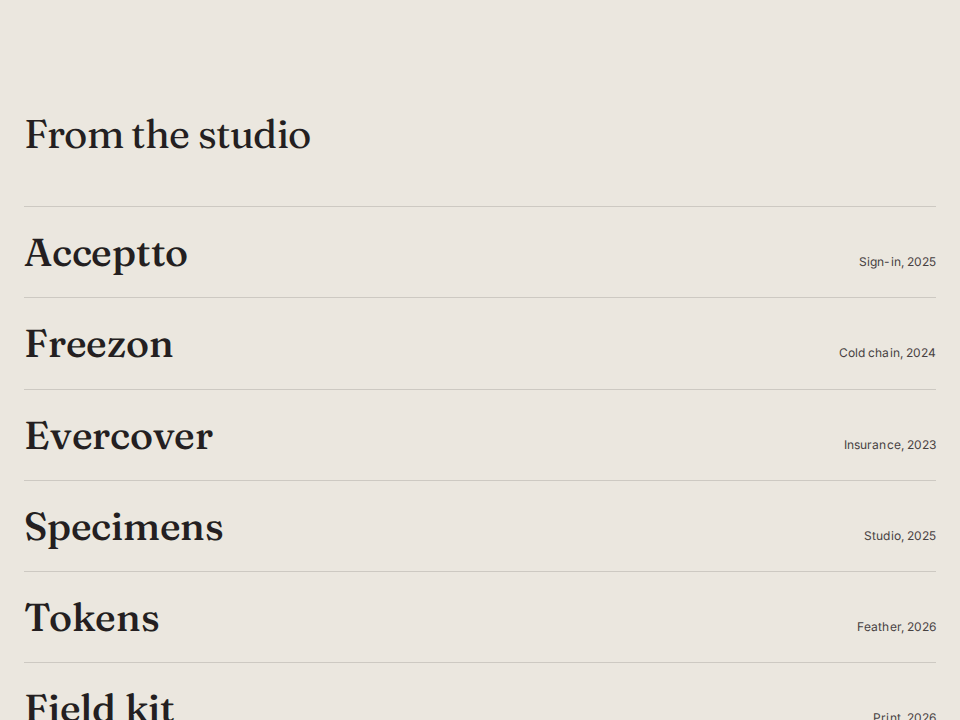 From the studio
Acceptto
Sign-in, 2025
Freezon
Cold chain, 2024
Evercover
Insurance, 2023
Specimens
Studio, 2025
Tokens
Feather, 2026
Field kit
Print, 2026